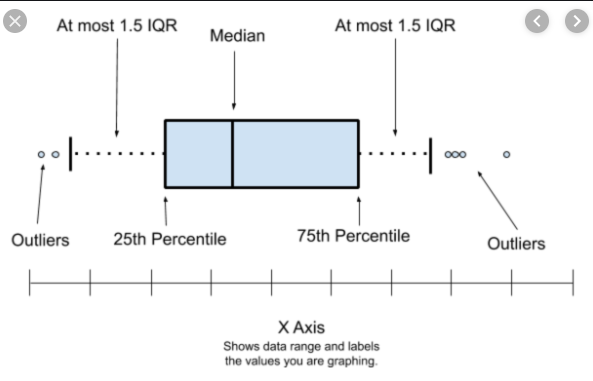 At most 1.5 IQR
Median
At most 1.5 IQR
Outliers
25th Percentile
75th Percentile
Outliers
X Axis
Shows data range and labels
the values you are graphing.